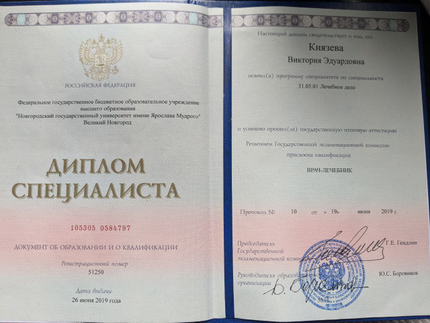 РОССИЙСКАЯ ФЕДЕРАЦИЯ
Федеральное государственное бюджетное образовательное учреждение
высшего образования
"Новгородский государственный университет имени Ярослава Мудрого"
Великий Новгород
ДИПЛОМ
СПЕЦИАЛИСТА
105305 0584797
ДОКУМЕНТ ОБ ОБРАЗОВАНИИ И О КВАЛИФИКАЦИИ
Регистрационный номер
51250
Дата выдачи
26 июня 2019 года
Настоящий диплом свидетельствует о том, что
Князева
Виктория Эдуардовна
освоил(а) программу специалитета по специальности
31.05.01 Лечебное дело
и успешно прошел(ла) государственную итоговую аттестацию
Решением Государственной экзаменационной комиссии
присвоена квалификация
ВРАЧ-ЛЕЧЕБНИК
Протокол № 10 от « 19 » июня 2019 г.
Председатель
Государственной
экзаменационной комиссии
Руководитель образовательной
организации
Ю.С. Боровиков